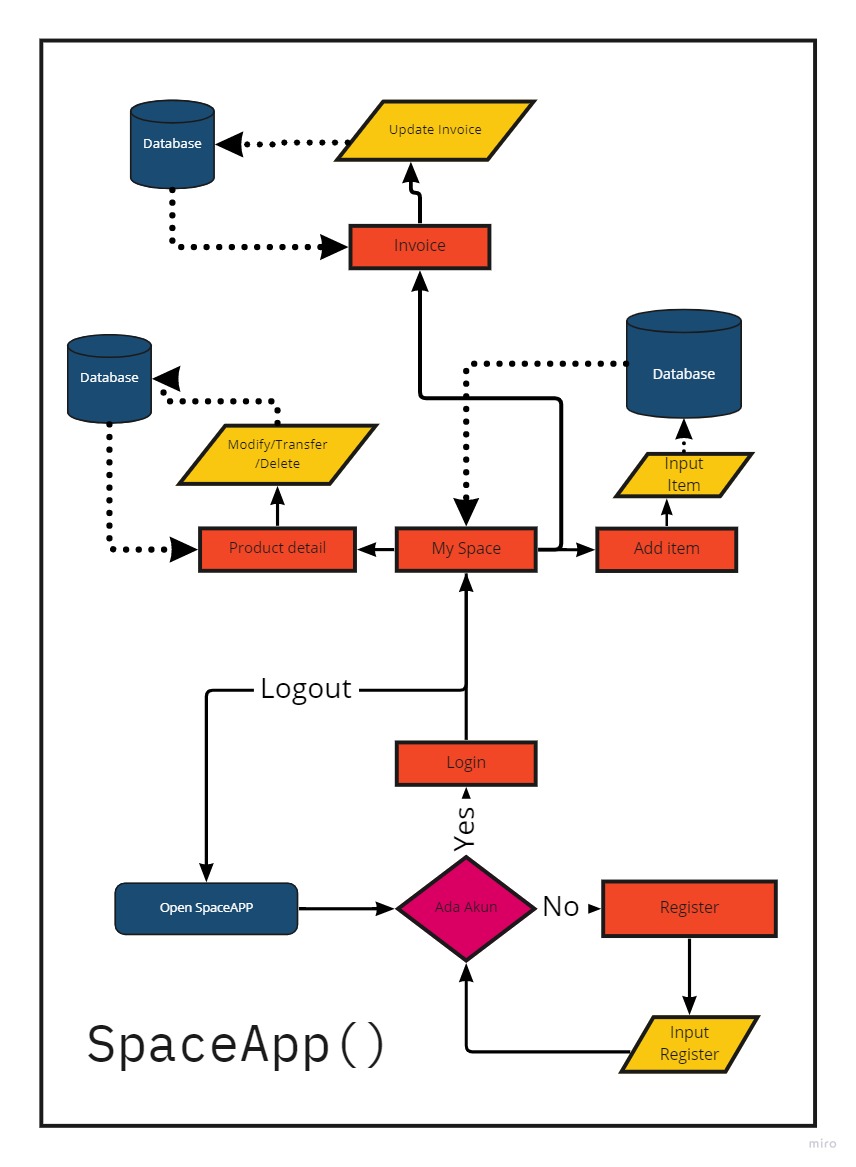 Database
Update Invoice
Invoice
Database
Database
Modify/Transfer
/Delete
Input
Item
Product detail
My Space
Add item
Logout
Login
Yes
Open SpaceAPP
Ada Akun
No
Register
SpaceApp()
Input
Register
miro